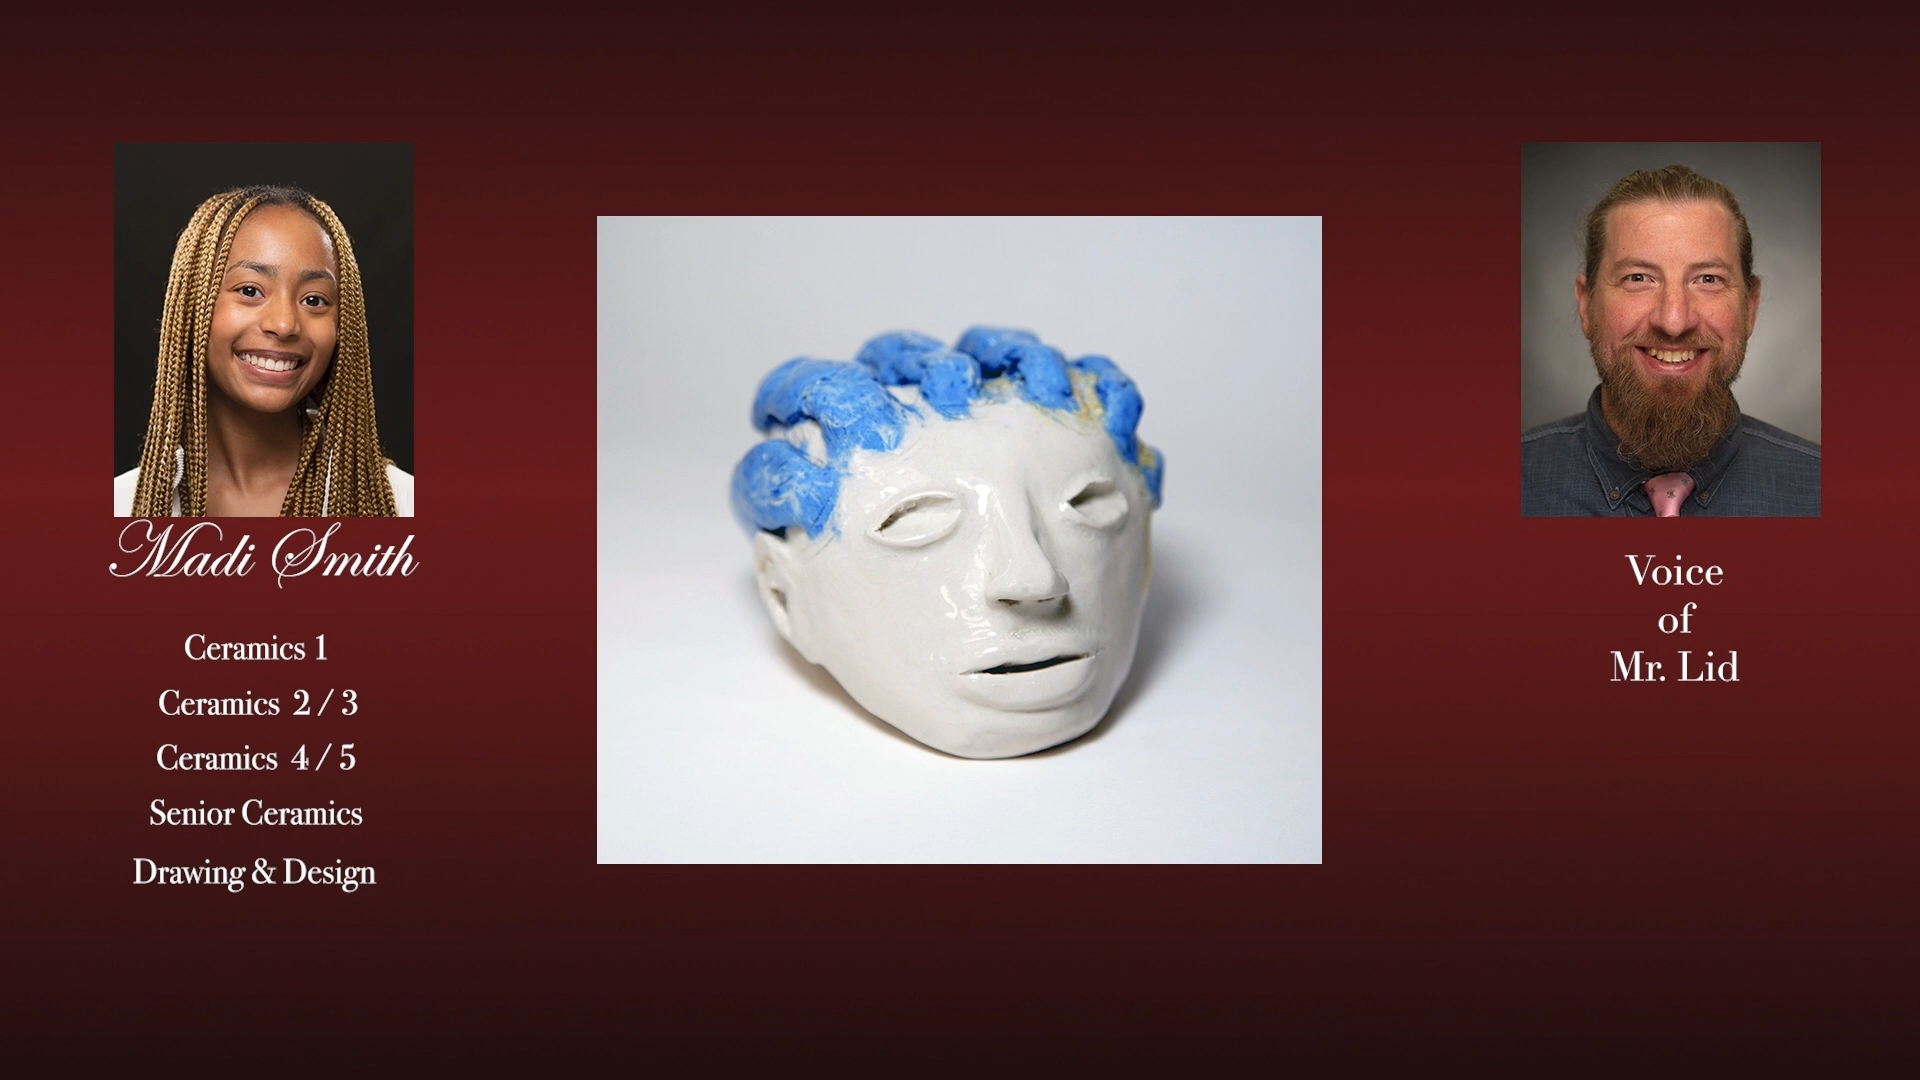 Madi Smith
Ceramics 1
Ceramics 2 / 3
Ceramics 4 / 5
Senior Ceramics
Drawing & Design
Voice
of
Mr. Lid